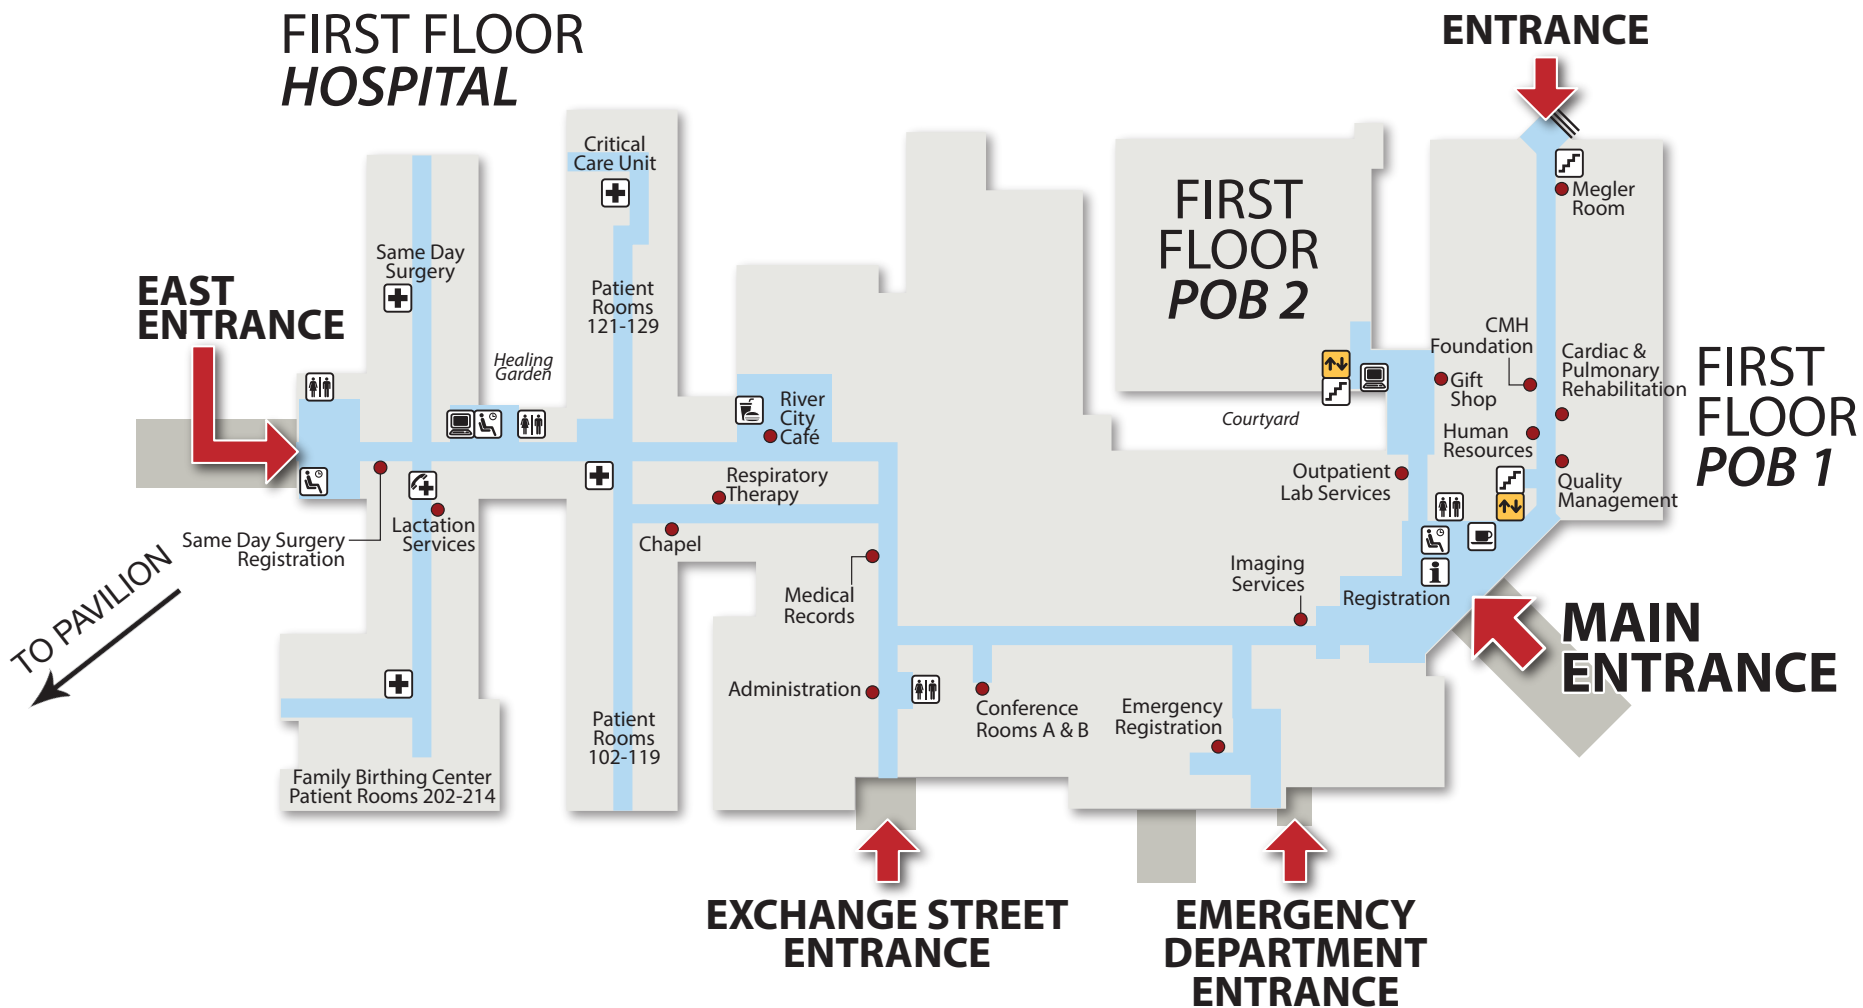 FIRST FLOOR
HOSPITAL
ENTRANCE
Critical
Care Unit
FIRST
FLOOR
POB 2
Megler
Room
Same Day
Surgery
EAST
ENTRANCE
Patient
Rooms
121-129
Healing
Garden
River
City
Café
CMH
Foundation
Gift
Shop
Cardiac &
Pulmonary
Rehabilitation
FIRST
FLOOR
POB 1
Courtyard
Human
Resources
Outpatient
Lab Services
Quality
Management
Respiratory
Therapy
Lactation
Services
Same Day Surgery
Registration
Chapel
Medical
Records
Imaging
Services
Registration
TO PAVILION
MAIN
ENTRANCE
Administration
Conference
Rooms A & B
Emergency
Registration
Patient
Rooms
102-119
Family Birthing Center
Patient Rooms 202-214
EXCHANGE STREET
ENTRANCE
EMERGENCY
DEPARTMENT
ENTRANCE